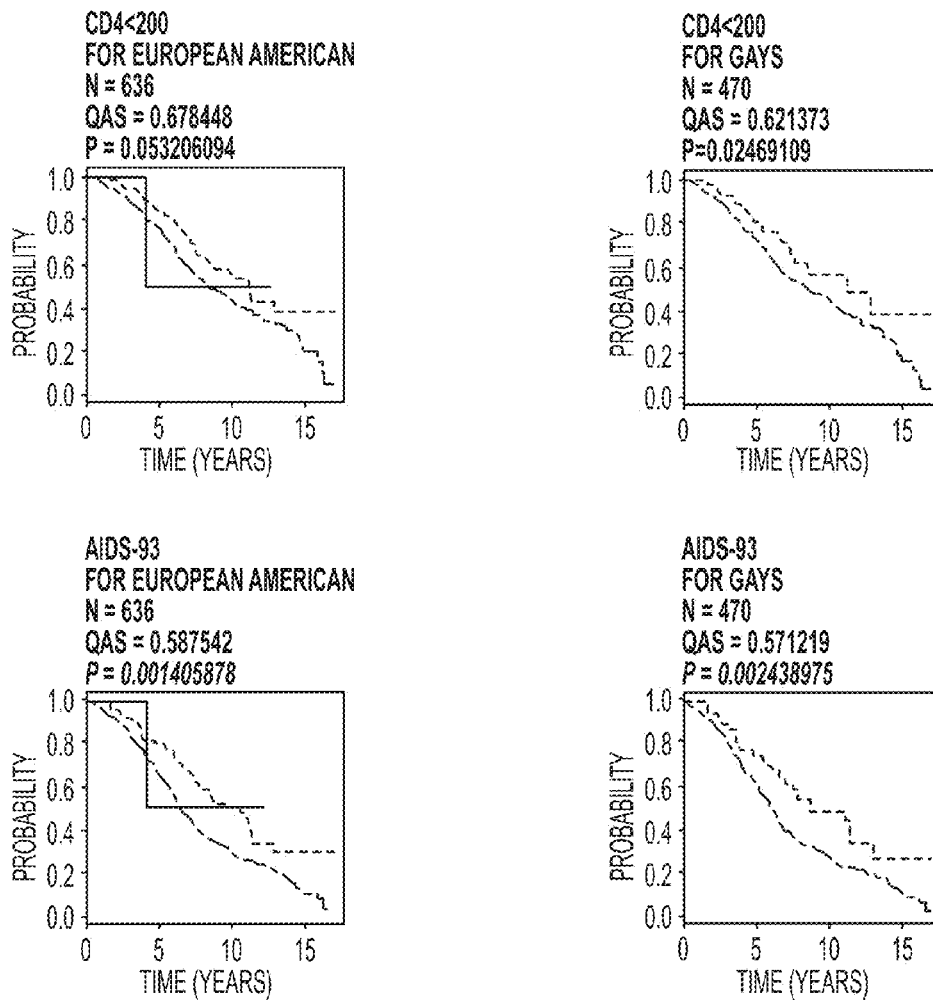 CD4<200
FOR EUROPEAN AMERICAN
N = 636
QAS = 0.678448
P = 0.053206094
1.0
0.8
0.6
0.4
0.2
0.0
PROBABILITY
0 5 10 15
TIME (YEARS)
CD4<200
FOR GAYS
N = 470
QAS = 0.621373
P=0.02469109
1.0
0.8
0.6
0.4
0.2
0.0
PROBABILITY
0 5 10 15
TIME (YEARS)
AIDS-93
FOR EUROPEAN AMERICAN
N = 636
QAS = 0.587542
P = 0.001405878
1.0
0.8
0.6
0.4
0.2
0.0
PROBABILITY
0 5 10 15
TIME (YEARS)
AIDS-93
FOR GAYS
N = 470
QAS = 0.571219
P = 0.002438975
1.0
0.8
0.6
0.4
0.2
0.0
PROBABILITY
0 5 10 15
TIME (YEARS)